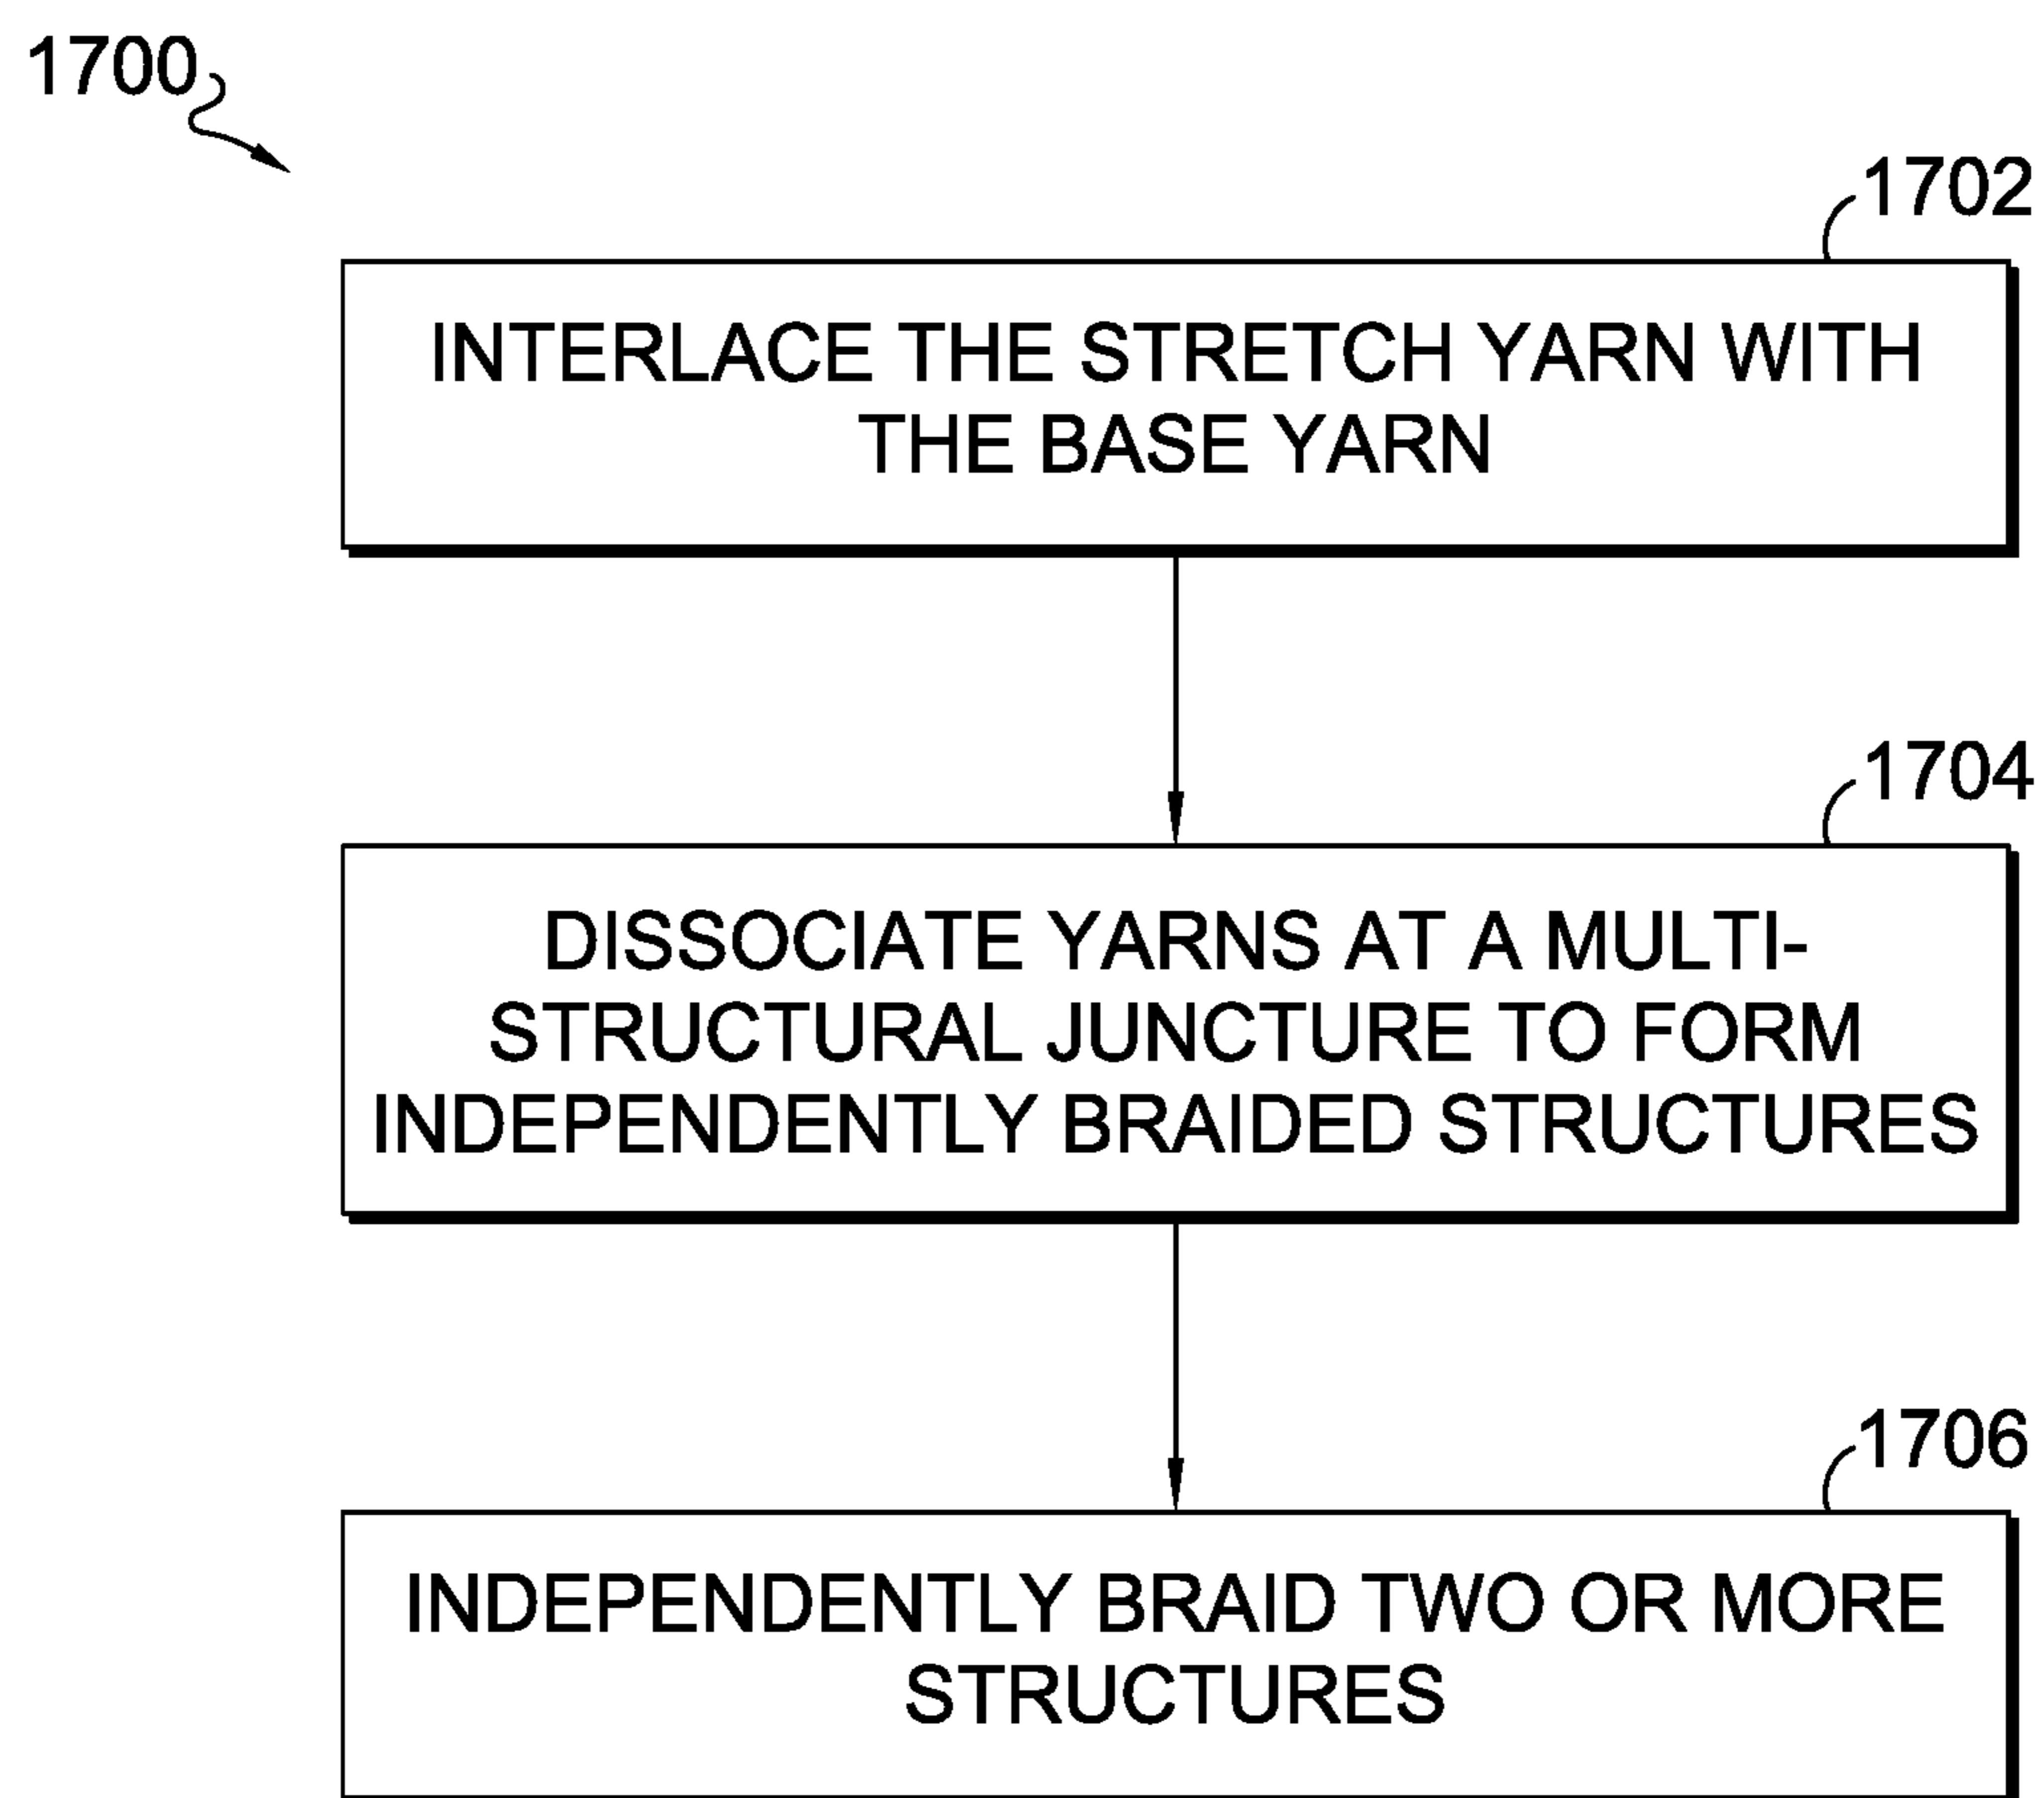 1700
1702
INTERLACE THE STRETCH YARN WITH
THE BASE YARN
1704
DISSOCIATE YARNS AT A MULTI-
STRUCTURAL JUNCTURE TO FORM
INDEPENDENTLY BRAIDED STRUCTURES
1706
INDEPENDENTLY BRAID TWO OR MORE
STRUCTURES